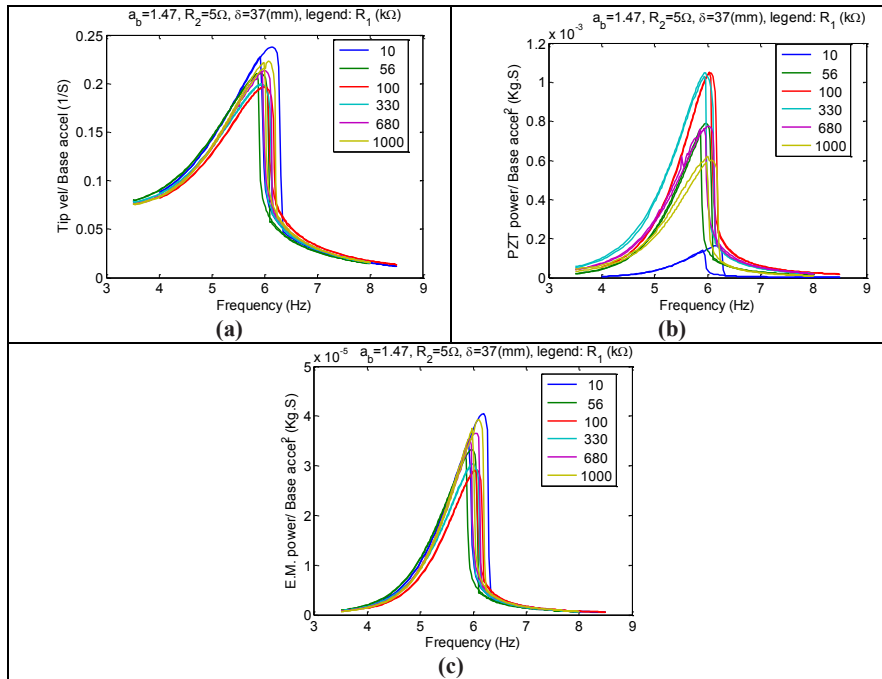 a_b=1.47, R_2=5Ω, δ=37(mm), legend: R_1 (kΩ)
0.25
0.2
0.15
0.1
0.05
0
Tip vel/ Base accel (1/S)
10
56
100
330
680
1000
3 4 5 6 7 8 9
Frequency (Hz)
(a)
a_b=1.47, R_2=5Ω, δ=37(mm), legend: R_1 (kΩ)
x 10^-3
1.2
1
0.8
0.6
0.4
0.2
0
PZT power/ Base accel^2 (Kg.S)
10
56
100
330
680
1000
3 4 5 6 7 8 9
Frequency (Hz)
(b)
a_b=1.47, R_2=5Ω, δ=37(mm), legend: R_1 (kΩ)
x 10^-5
5
4
3
2
1
0
E.M. power/ Base accel^2 (Kg.S)
10
56
100
330
680
1000
3 4 5 6 7 8 9
Frequency (Hz)
(c)